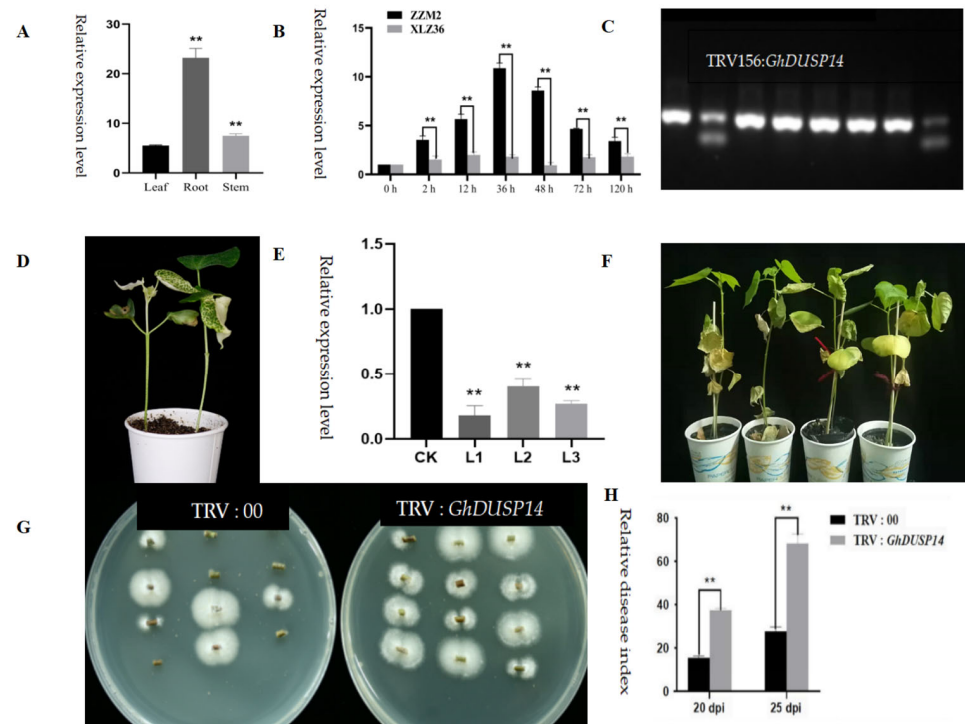 A
Relative expression level
30
20
10
0
**
**
Leaf Root Stem
B
Relative expression level
15
10
5
0
ZZM2
XLZ36
**
**
**
**
**
**
0 h 2 h 12 h 36 h 48 h 72 h 120 h
C
TRV156:GhDUSP14
D
E
Relative expression level
1.5
1.0
0.5
0.0
**
**
**
CK L1 L2 L3
F
G
TRV : 00
TRV : GhDUSP14
H
Relative disease index
80
60
40
20
0
**
**
TRV : 00
TRV : GhDUSP14
20 dpi 25 dpi